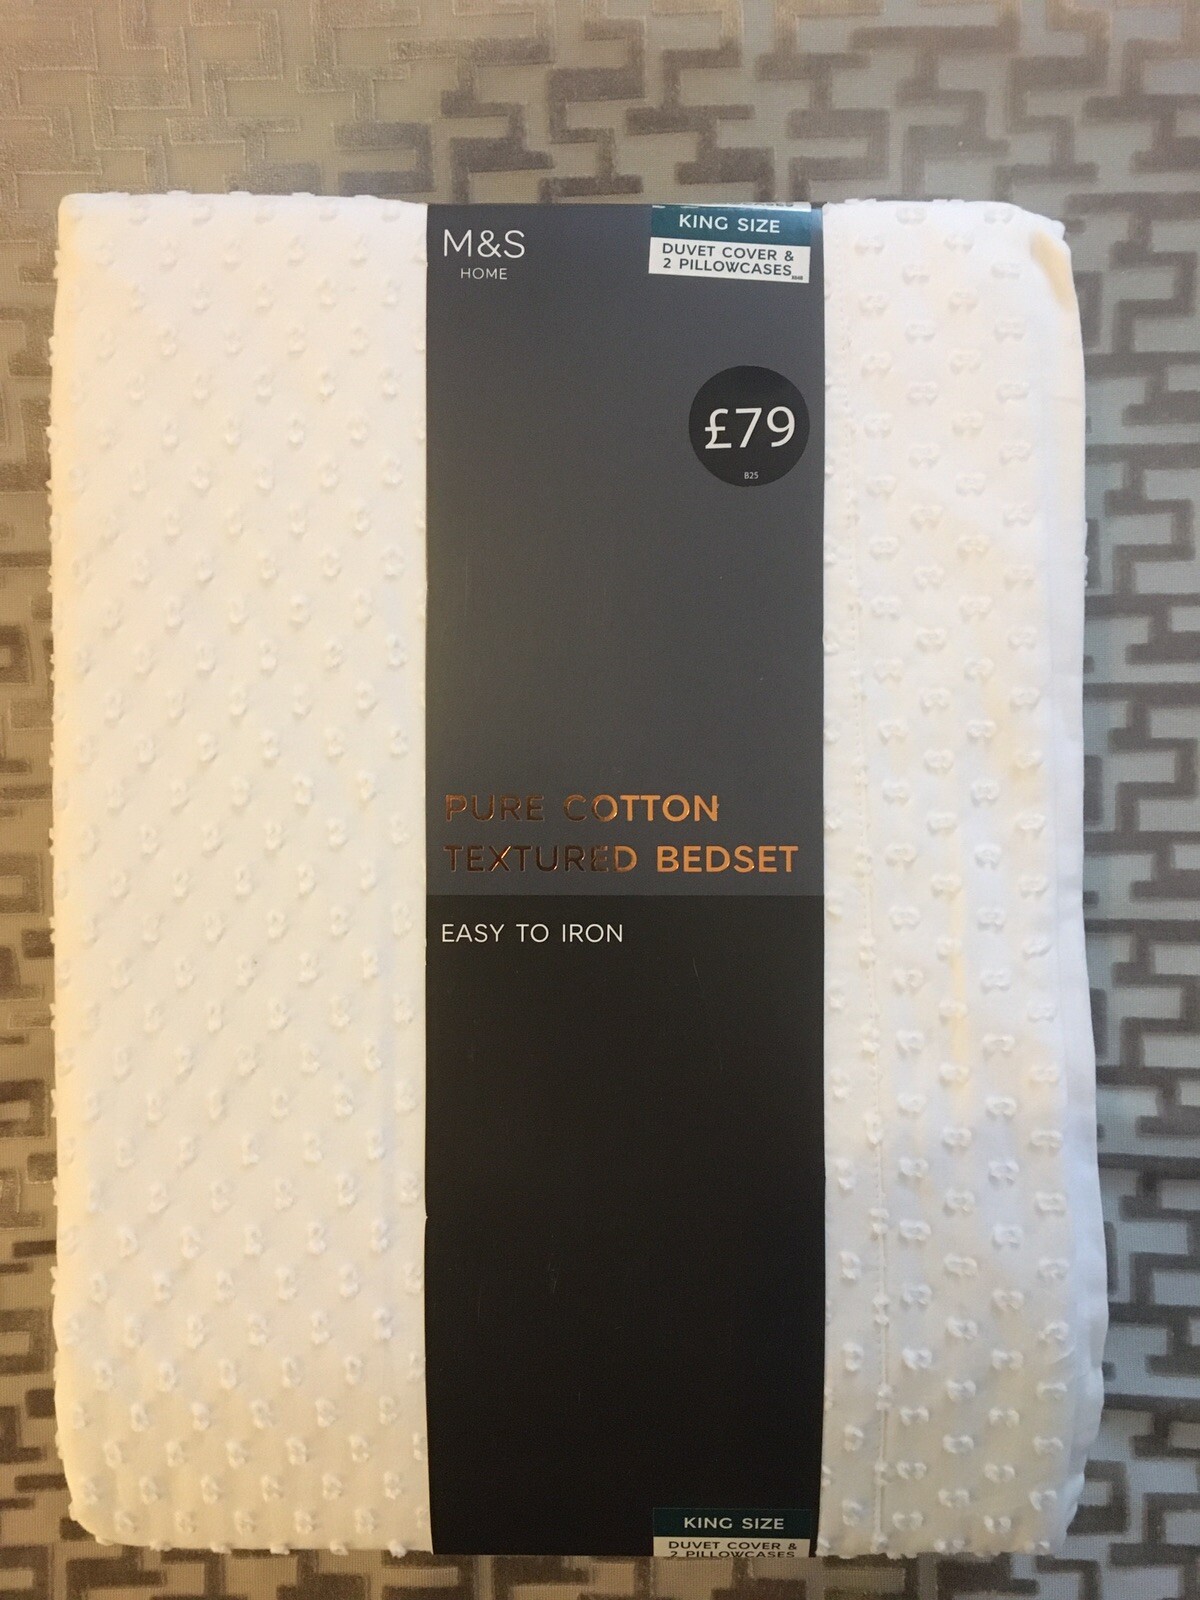 M&S
HOME
KING SIZE
DUVET COVER &
2 PILLOWCASES
£79
B25
PURE COTTON
TEXTURED BEDSET
EASY TO IRON
KING SIZE
DUVET COVER &
2 PILLOWCASES